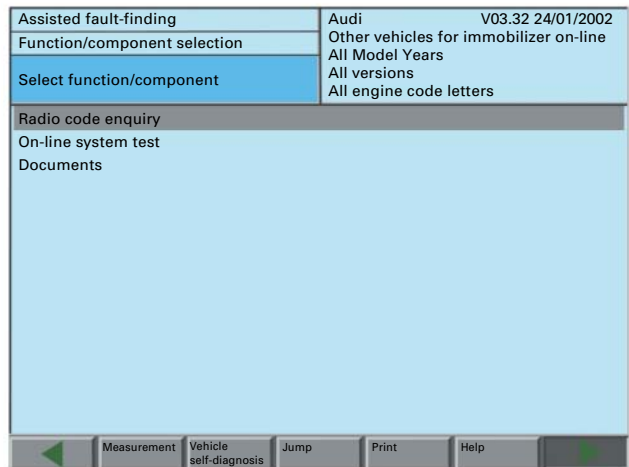 Assisted fault-finding
Function/component selection
Select function/component
Audi V03.32 24/01/2002
Other vehicles for immobilizer on-line
All Model Years
All versions
All engine code letters
Radio code enquiry
On-line system test
Documents
Measurement
Vehicle
self-diagnosis
Jump
Print
Help